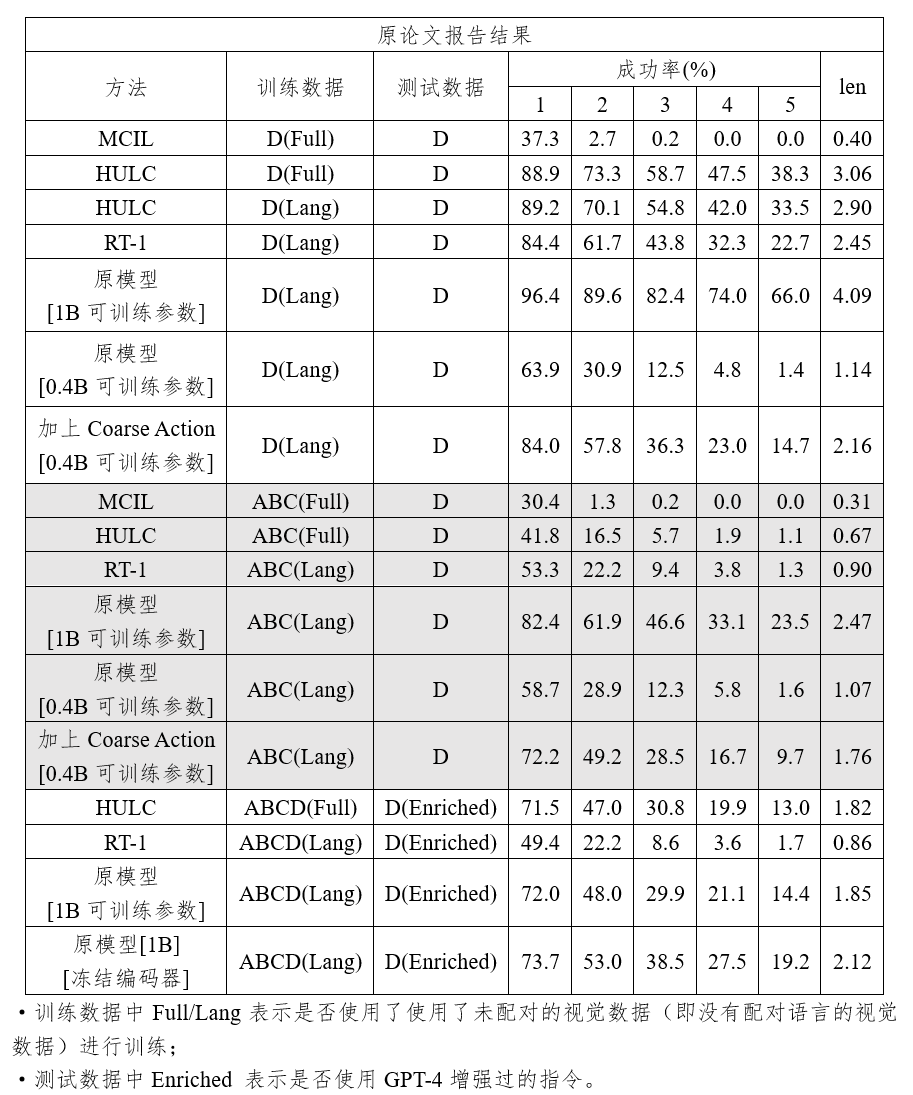 原论文报告结果
方法 训练数据 测试数据 成功率(%) len
1 2 3 4 5
MCIL D(Full) D 37.3 2.7 0.2 0.0 0.0 0.40
HULC D(Full) D 88.9 73.3 58.7 47.5 38.3 3.06
HULC D(Lang) D 89.2 70.1 54.8 42.0 33.5 2.90
RT-1 D(Lang) D 84.4 61.7 43.8 32.3 22.7 2.45
原模型
[1B 可训练参数] D(Lang) D 96.4 89.6 82.4 74.0 66.0 4.09
原模型
[0.4B 可训练参数] D(Lang) D 63.9 30.9 12.5 4.8 1.4 1.14
加上 Coarse Action
[0.4B 可训练参数] D(Lang) D 84.0 57.8 36.3 23.0 14.7 2.16
MCIL ABC(Full) D 30.4 1.3 0.2 0.0 0.0 0.31
HULC ABC(Full) D 41.8 16.5 5.7 1.9 1.1 0.67
RT-1 ABC(Lang) D 53.3 22.2 9.4 3.8 1.3 0.90
原模型
[1B 可训练参数] ABC(Lang) D 82.4 61.9 46.6 33.1 23.5 2.47
原模型
[0.4B 可训练参数] ABC(Lang) D 58.7 28.9 12.3 5.8 1.6 1.07
加上 Coarse Action
[0.4B 可训练参数] ABC(Lang) D 72.2 49.2 28.5 16.7 9.7 1.76
HULC ABCD(Full) D(Enriched) 71.5 47.0 30.8 19.9 13.0 1.82
RT-1 ABCD(Lang) D(Enriched) 49.4 22.2 8.6 3.6 1.7 0.86
原模型
[1B 可训练参数] ABCD(Lang) D(Enriched) 72.0 48.0 29.9 21.1 14.4 1.85
原模型[1B]
[冻结编码器] ABCD(Lang) D(Enriched) 73.7 53.0 38.5 27.5 19.2 2.12
·训练数据中 Full/Lang 表示是否使用了使用了未配对的视觉数据（即没有配对语言的视觉
数据）进行训练；
·测试数据中 Enriched 表示是否使用 GPT-4 增强过的指令。